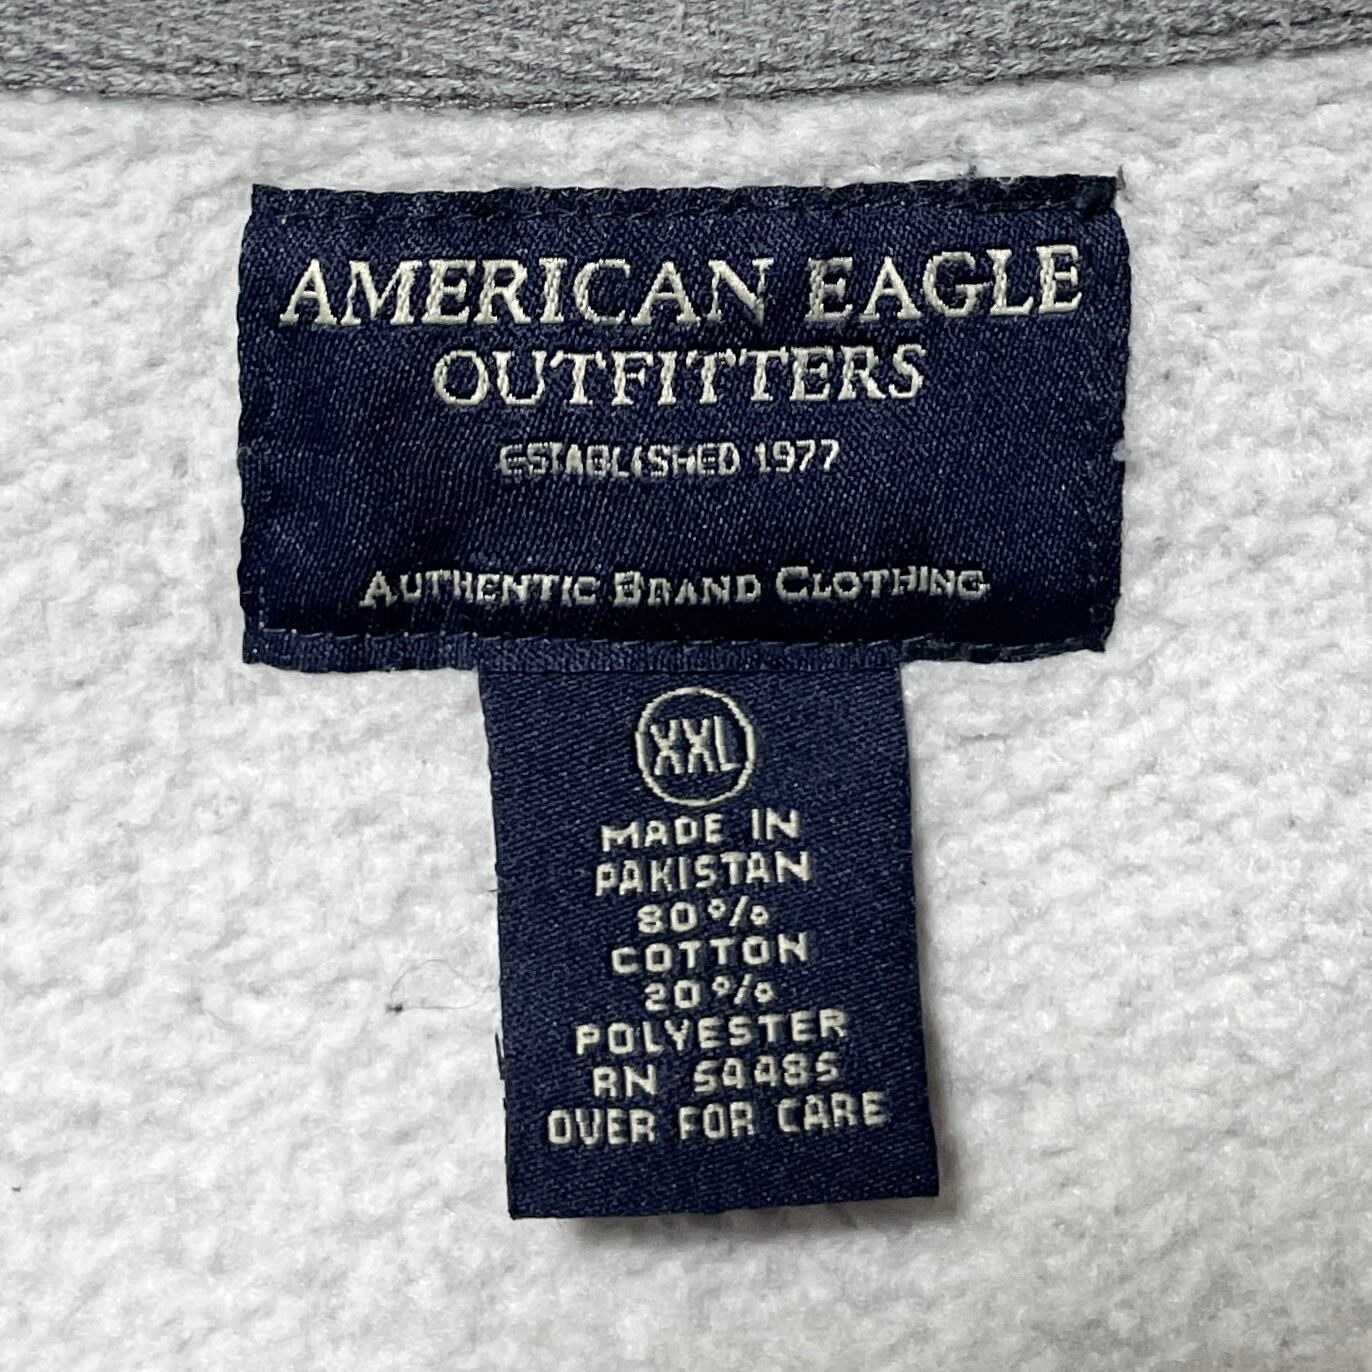 AMERICAN EAGLE
OUTFITTERS
ESTABLISHED 1977
AUTHENTIC BRAND CLOTHING
XXL
MADE IN
PAKISTAN
80%
COTTON
20%
POLYESTER
RN 54485
OVER FOR CARE